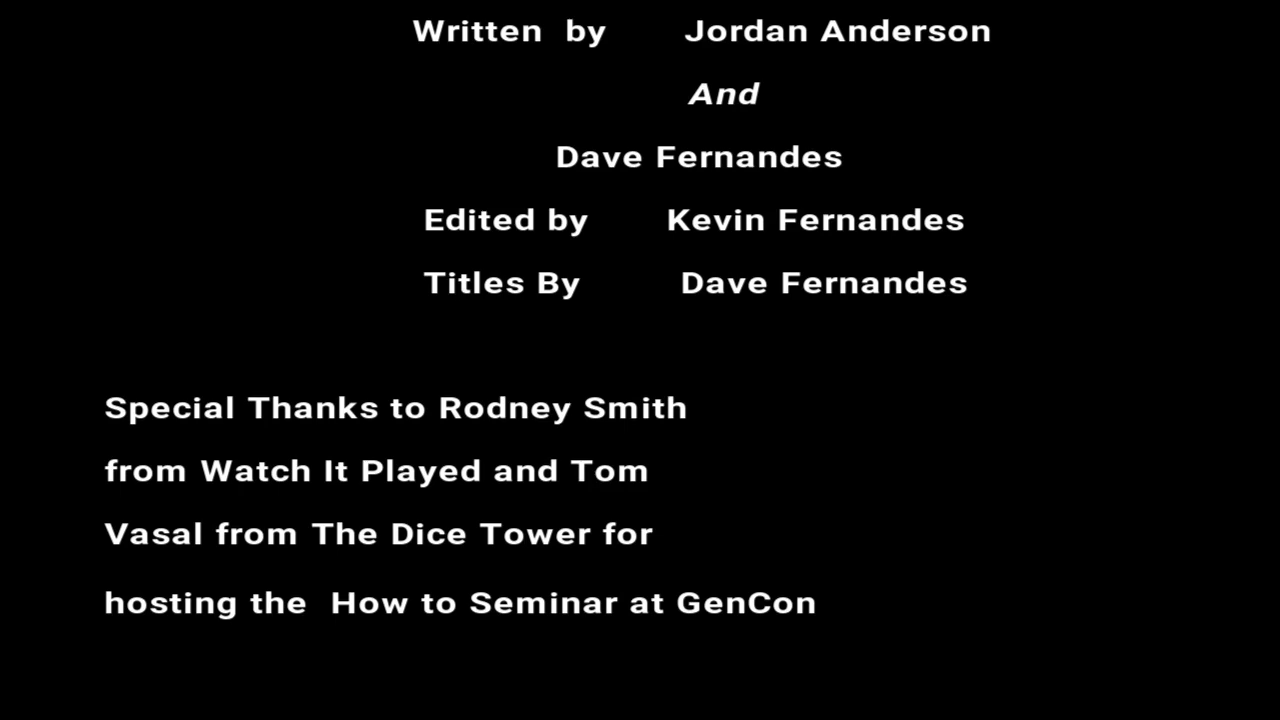 Written by Jordan Anderson
And
Dave Fernandes
Edited by Kevin Fernandes
Titles By Dave Fernandes
Special Thanks to Rodney Smith
from Watch It Played and Tom
Vasal from The Dice Tower for
hosting the How to Seminar at GenCon